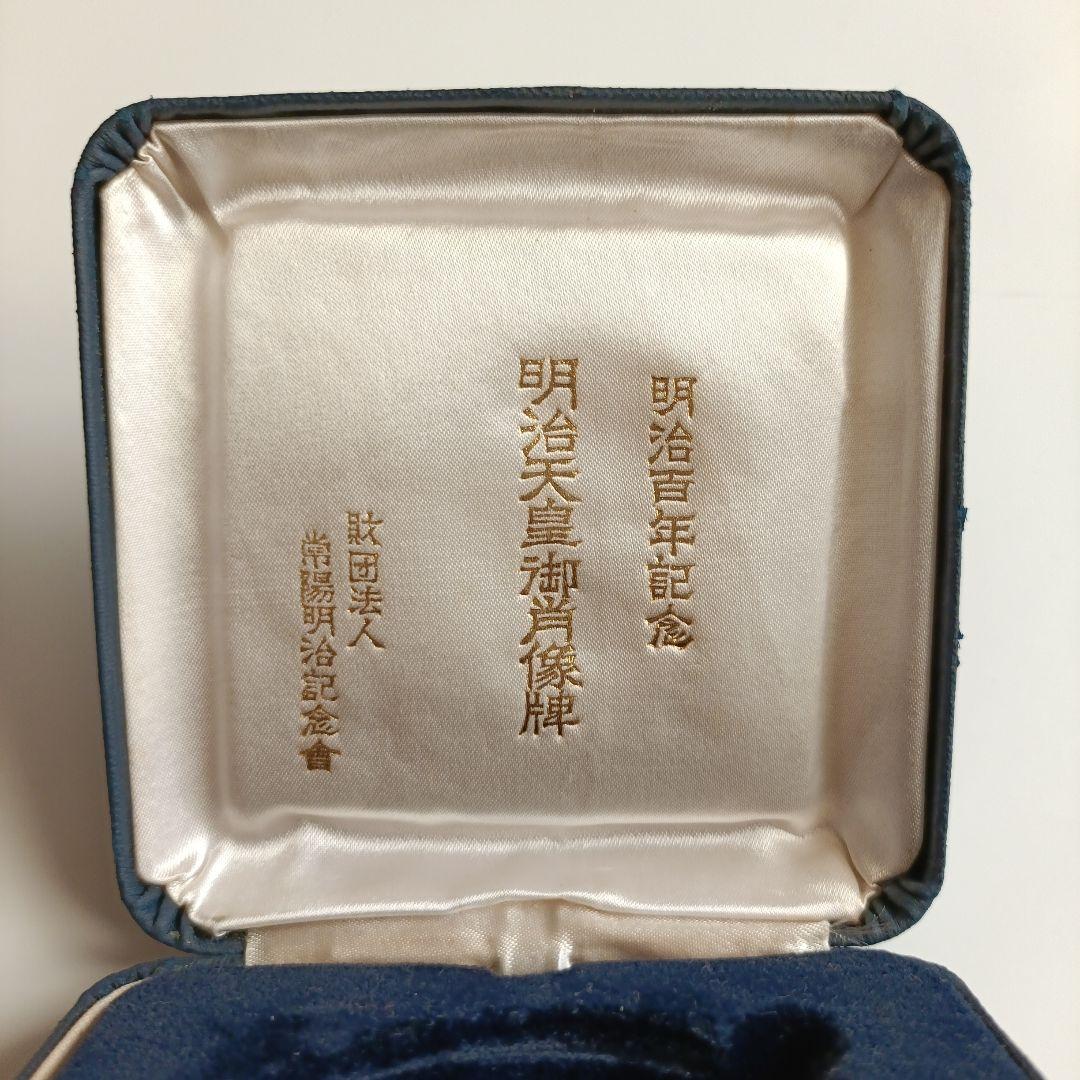 明治百年記念
明治天皇御肖像牌
財団法人
常陽明治記念會